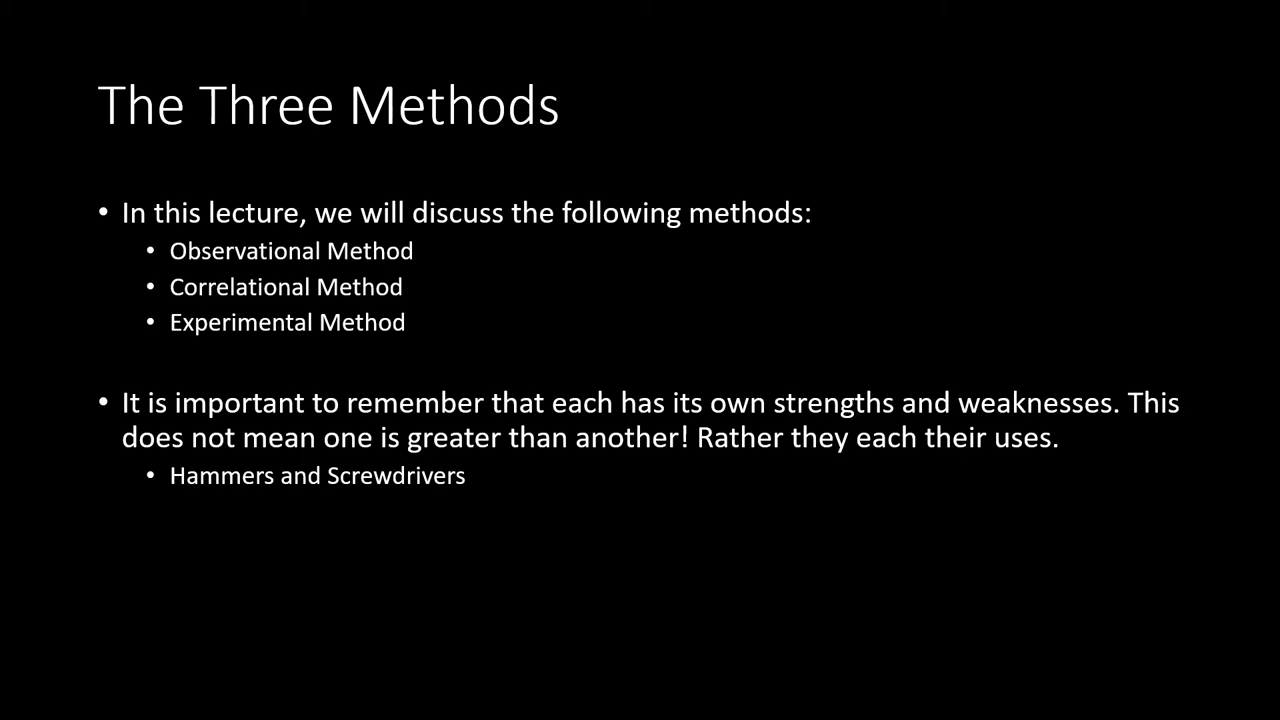 The Three Methods
• In this lecture, we will discuss the following methods:
• Observational Method
• Correlational Method
• Experimental Method
• It is important to remember that each has its own strengths and weaknesses. This
does not mean one is greater than another! Rather they each their uses.
• Hammers and Screwdrivers